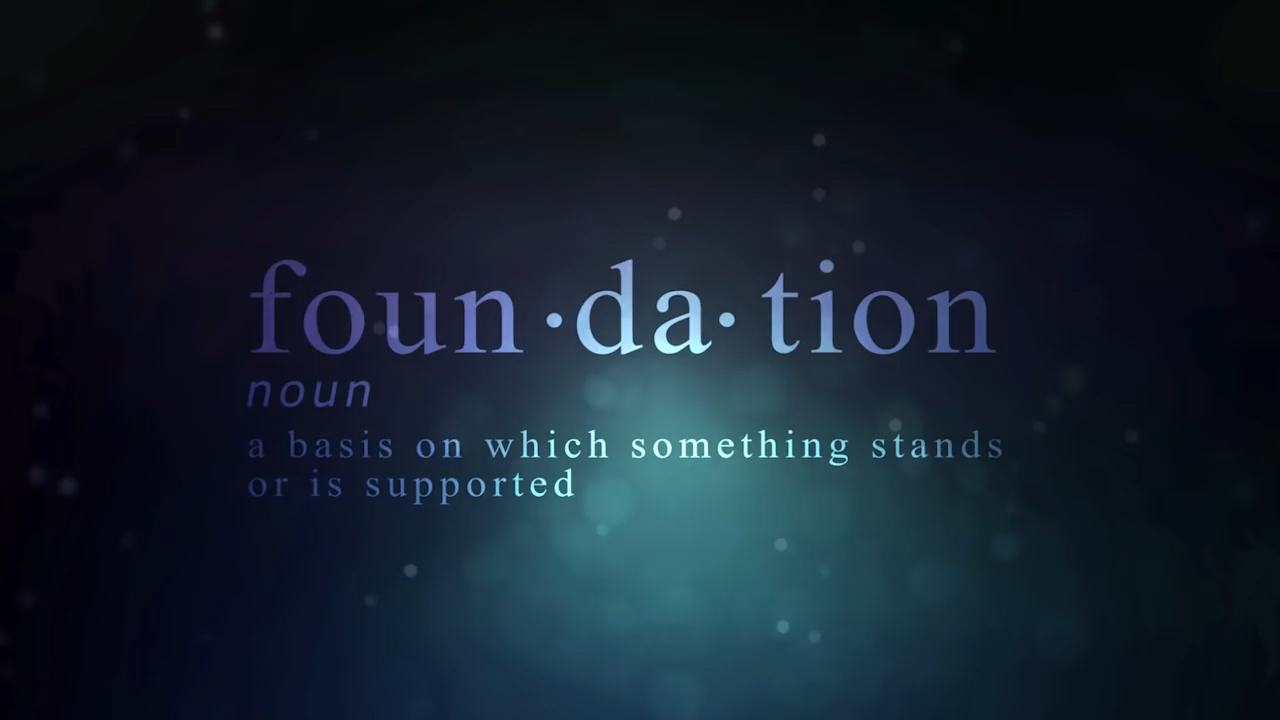 foun·da·tion
noun
a basis on which something stands
or is supported